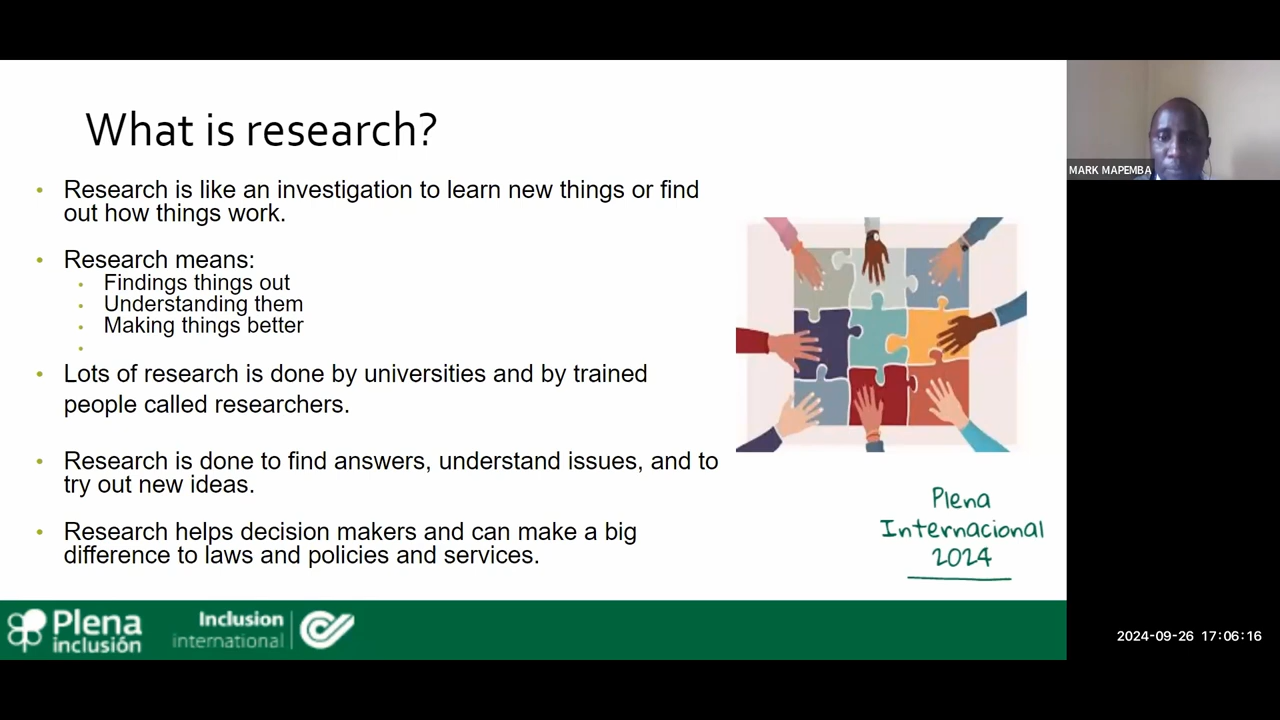 What is research?
Research is like an investigation to learn new things or find
out how things work.
Research means:
Findings things out
Understanding them
Making things better
Lots of research is done by universities and by trained
people called researchers.
Research is done to find answers, understand issues, and to
try out new ideas.
Research helps decision makers and can make a big
difference to laws and policies and services.
Plena
Internacional
2024
Plena
inclusión
Inclusion
international
MARK MAPEMBA
2024-09-26 17:06:16